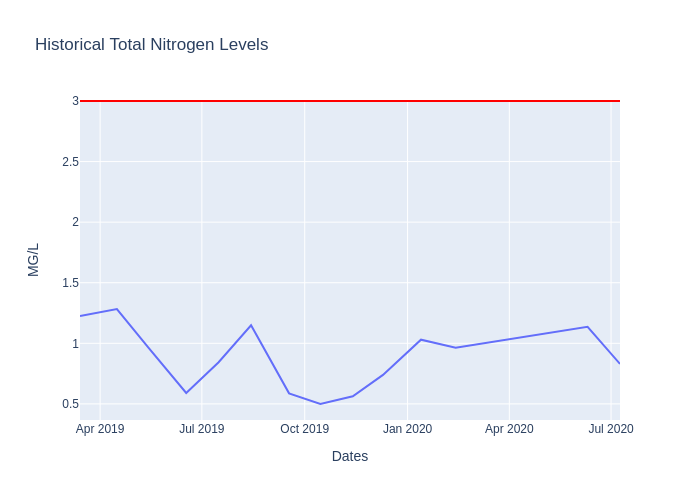 Historical Total Nitrogen Levels
3
2.5
2
1.5
1
0.5
MG/L
Apr 2019 Jul 2019 Oct 2019 Jan 2020 Apr 2020 Jul 2020
Dates